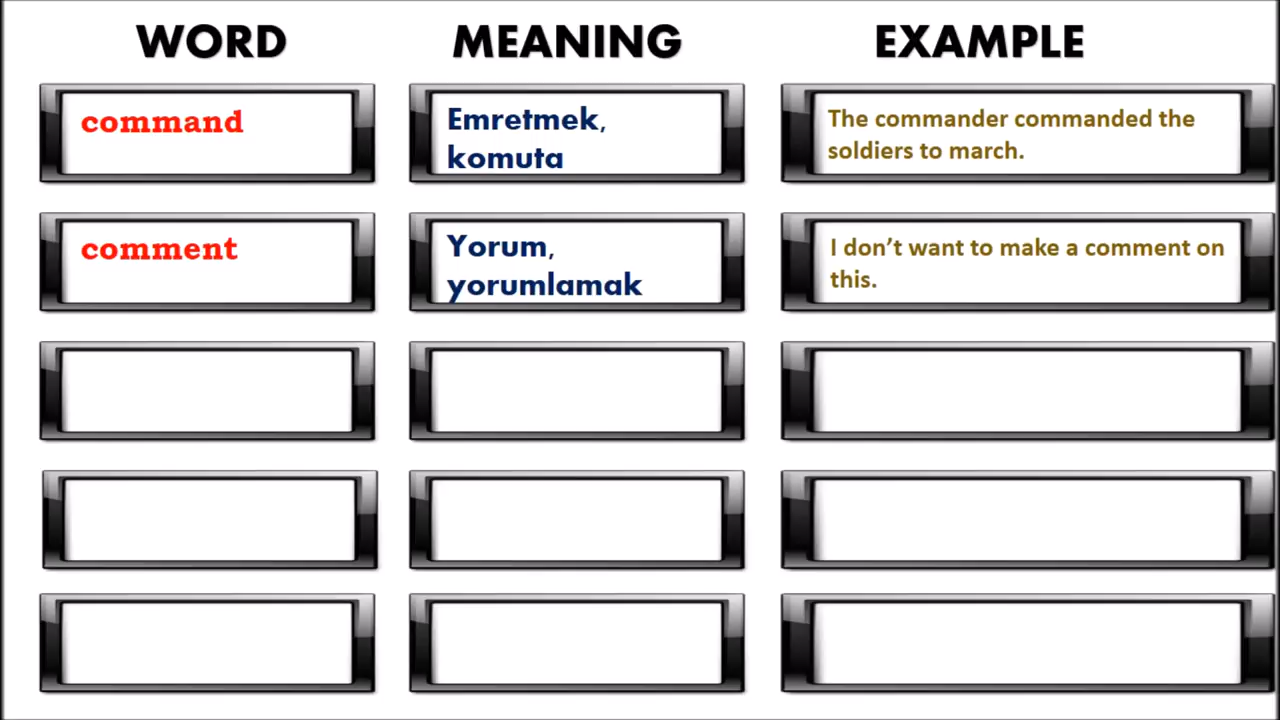 WORD MEANING EXAMPLE
command
Emretmek,
komuta
The commander commanded the
soldiers to march.
comment
Yorum,
yorumlamak
I don’t want to make a comment on
this.